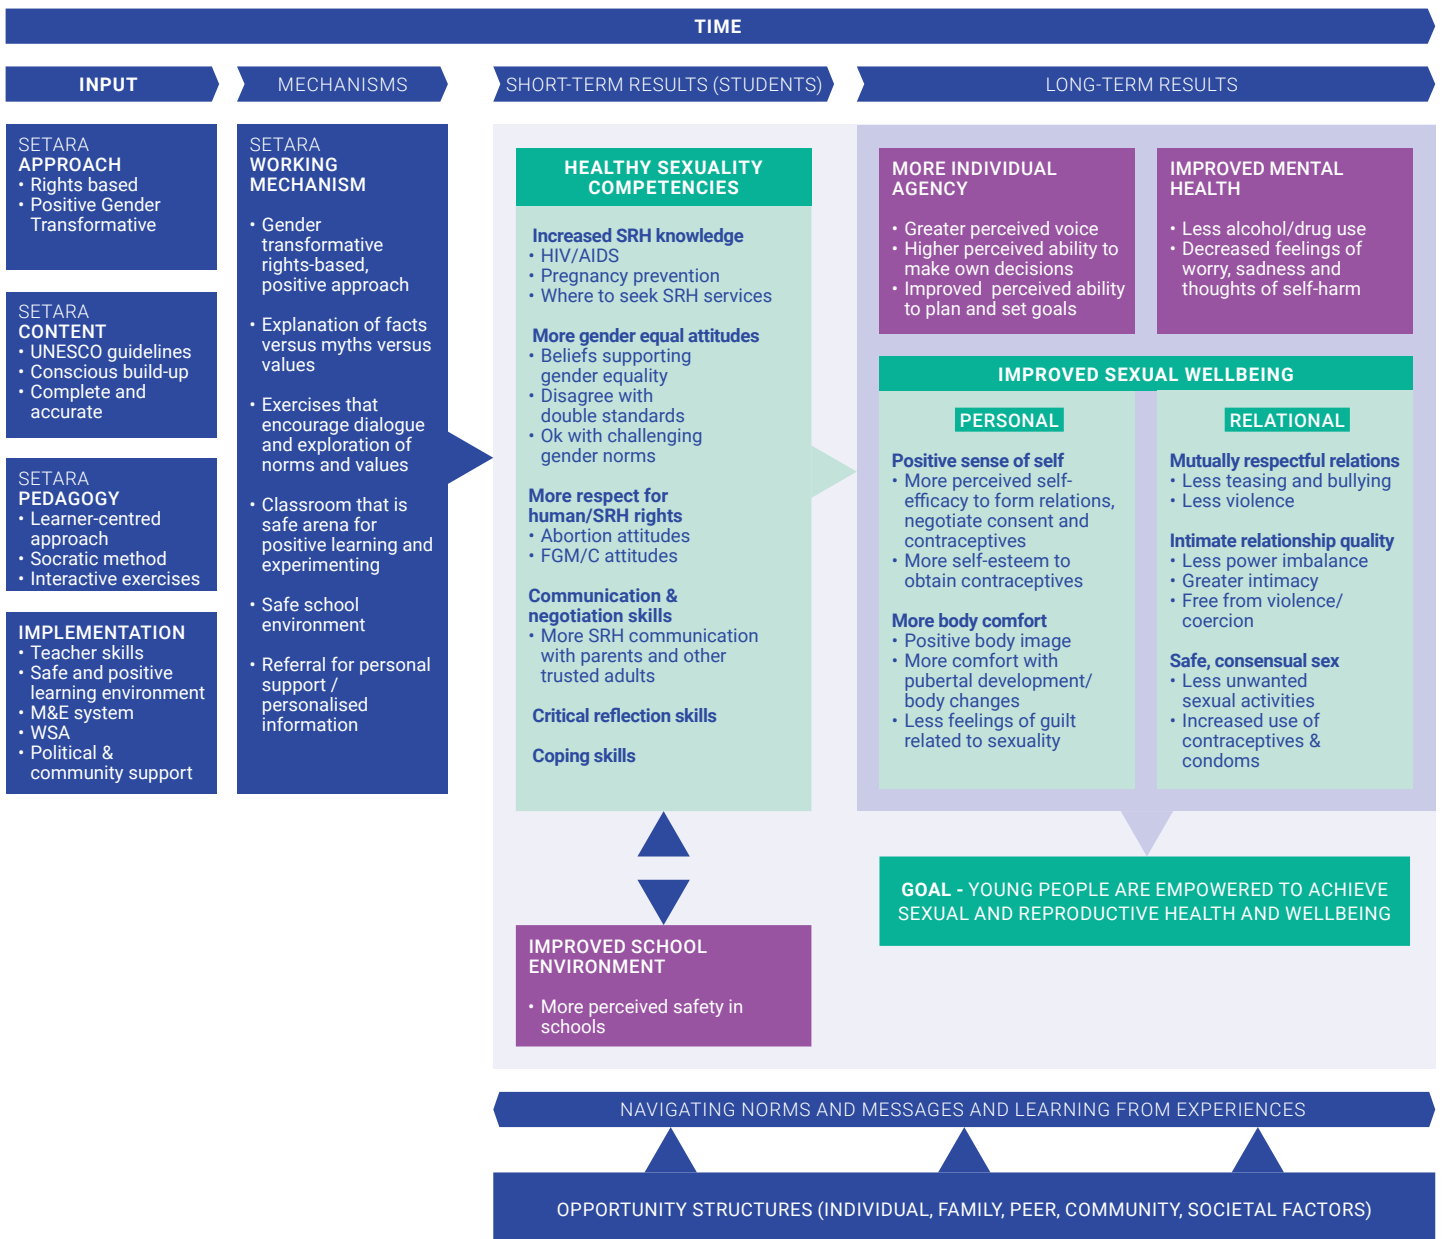 TIME
INPUT
MECHANISMS
SHORT-TERM RESULTS (STUDENTS)
LONG-TERM RESULTS
SETARA
APPROACH
• Rights based
• Positive Gender
Transformative
SETARA
CONTENT
• UNESCO guidelines
• Conscious build-up
• Complete and
accurate
SETARA
PEDAGOGY
• Learner-centred
approach
• Socratic method
• Interactive exercises
IMPLEMENTATION
• Teacher skills
• Safe and positive
learning environment
• M&E system
• WSA
• Political &
community support
SETARA
WORKING
MECHANISM
• Gender
transformative
rights-based,
positive approach
• Explanation of facts
versus myths versus
values
• Exercises that
encourage dialogue
and exploration of
norms and values
• Classroom that is
safe arena for
positive learning and
experimenting
• Safe school
environment
• Referral for personal
support /
personalised
information
HEALTHY SEXUALITY
COMPETENCIES
Increased SRH knowledge
• HIV/AIDS
• Pregnancy prevention
• Where to seek SRH services
More gender equal attitudes
• Beliefs supporting
gender equality
• Disagree with
double standards
• Ok with challenging
gender norms
More respect for
human/SRH rights
• Abortion attitudes
• FGM/C attitudes
Communication &
negotiation skills
• More SRH communication
with parents and other
trusted adults
Critical reflection skills
Coping skills
IMPROVED SCHOOL
ENVIRONMENT
• More perceived safety in
schools
MORE INDIVIDUAL
AGENCY
• Greater perceived voice
• Higher perceived ability to
make own decisions
• Improved perceived ability
to plan and set goals
IMPROVED MENTAL
HEALTH
• Less alcohol/drug use
• Decreased feelings of
worry, sadness and
thoughts of self-harm
IMPROVED SEXUAL WELLBEING
PERSONAL
Positive sense of self
• More perceived self-
efficacy to form relations,
negotiate consent and
contraceptives
• More self-esteem to
obtain contraceptives
More body comfort
• Positive body image
• More comfort with
pubertal development/
body changes
• Less feelings of guilt
related to sexuality
RELATIONAL
Mutually respectful relations
• Less teasing and bullying
• Less violence
Intimate relationship quality
• Less power imbalance
• Greater intimacy
• Free from violence/
coercion
Safe, consensual sex
• Less unwanted
sexual activities
• Increased use of
contraceptives &
condoms
GOAL - YOUNG PEOPLE ARE EMPOWERED TO ACHIEVE
SEXUAL AND REPRODUCTIVE HEALTH AND WELLBEING
NAVIGATING NORMS AND MESSAGES AND LEARNING FROM EXPERIENCES
OPPORTUNITY STRUCTURES (INDIVIDUAL, FAMILY, PEER, COMMUNITY, SOCIETAL FACTORS)